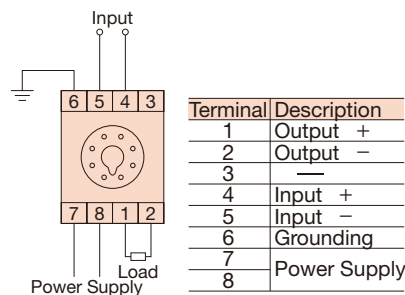 Input
6 5 4 3
7 8 1 2
Load
Power Supply
Terminal Description
1 Output +
2 Output −
3 —
4 Input +
5 Input −
6 Grounding
7
8 Power Supply